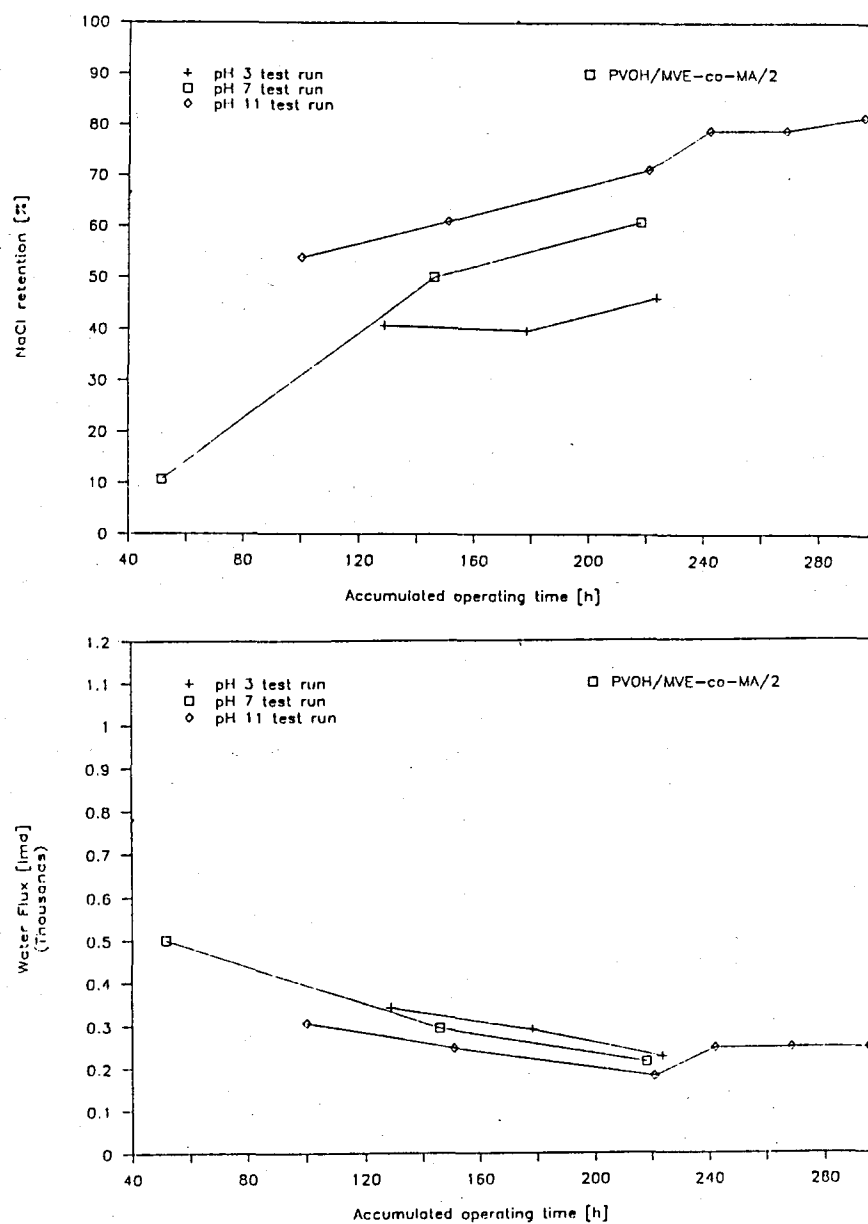 100
90
80
70
60
50
40
30
20
10
0
NaCl retention [%]
+ pH 3 test run
□ pH 7 test run
◇ pH 11 test run
□ PVOH/MVE-co-MA/2
40
80
120
160
200
240
280
Accumulated operating time [h]
1.2
1.1
1
0.9
0.8
0.7
0.6
0.5
0.4
0.3
0.2
0.1
0
Water Flux [lmd]
(Thousands)
+ pH 3 test run
□ pH 7 test run
◇ pH 11 test run
□ PVOH/MVE-co-MA/2
40
80
120
160
200
240
280
Accumulated operating time [h]